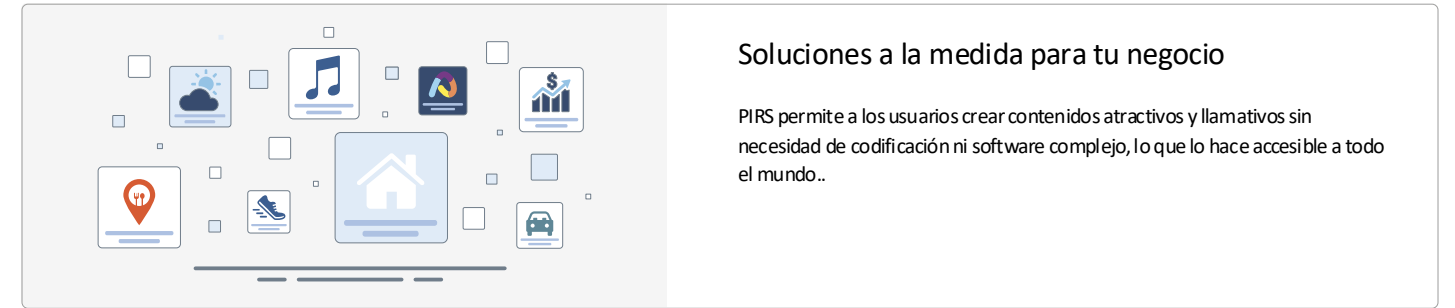 Soluciones a la medida para tu negocio
PIRS permite a los usuarios crear contenidos atractivos y llamativos sin
necesidad de codificación ni software complejo, lo que lo hace accesible a todo
el mundo..
$